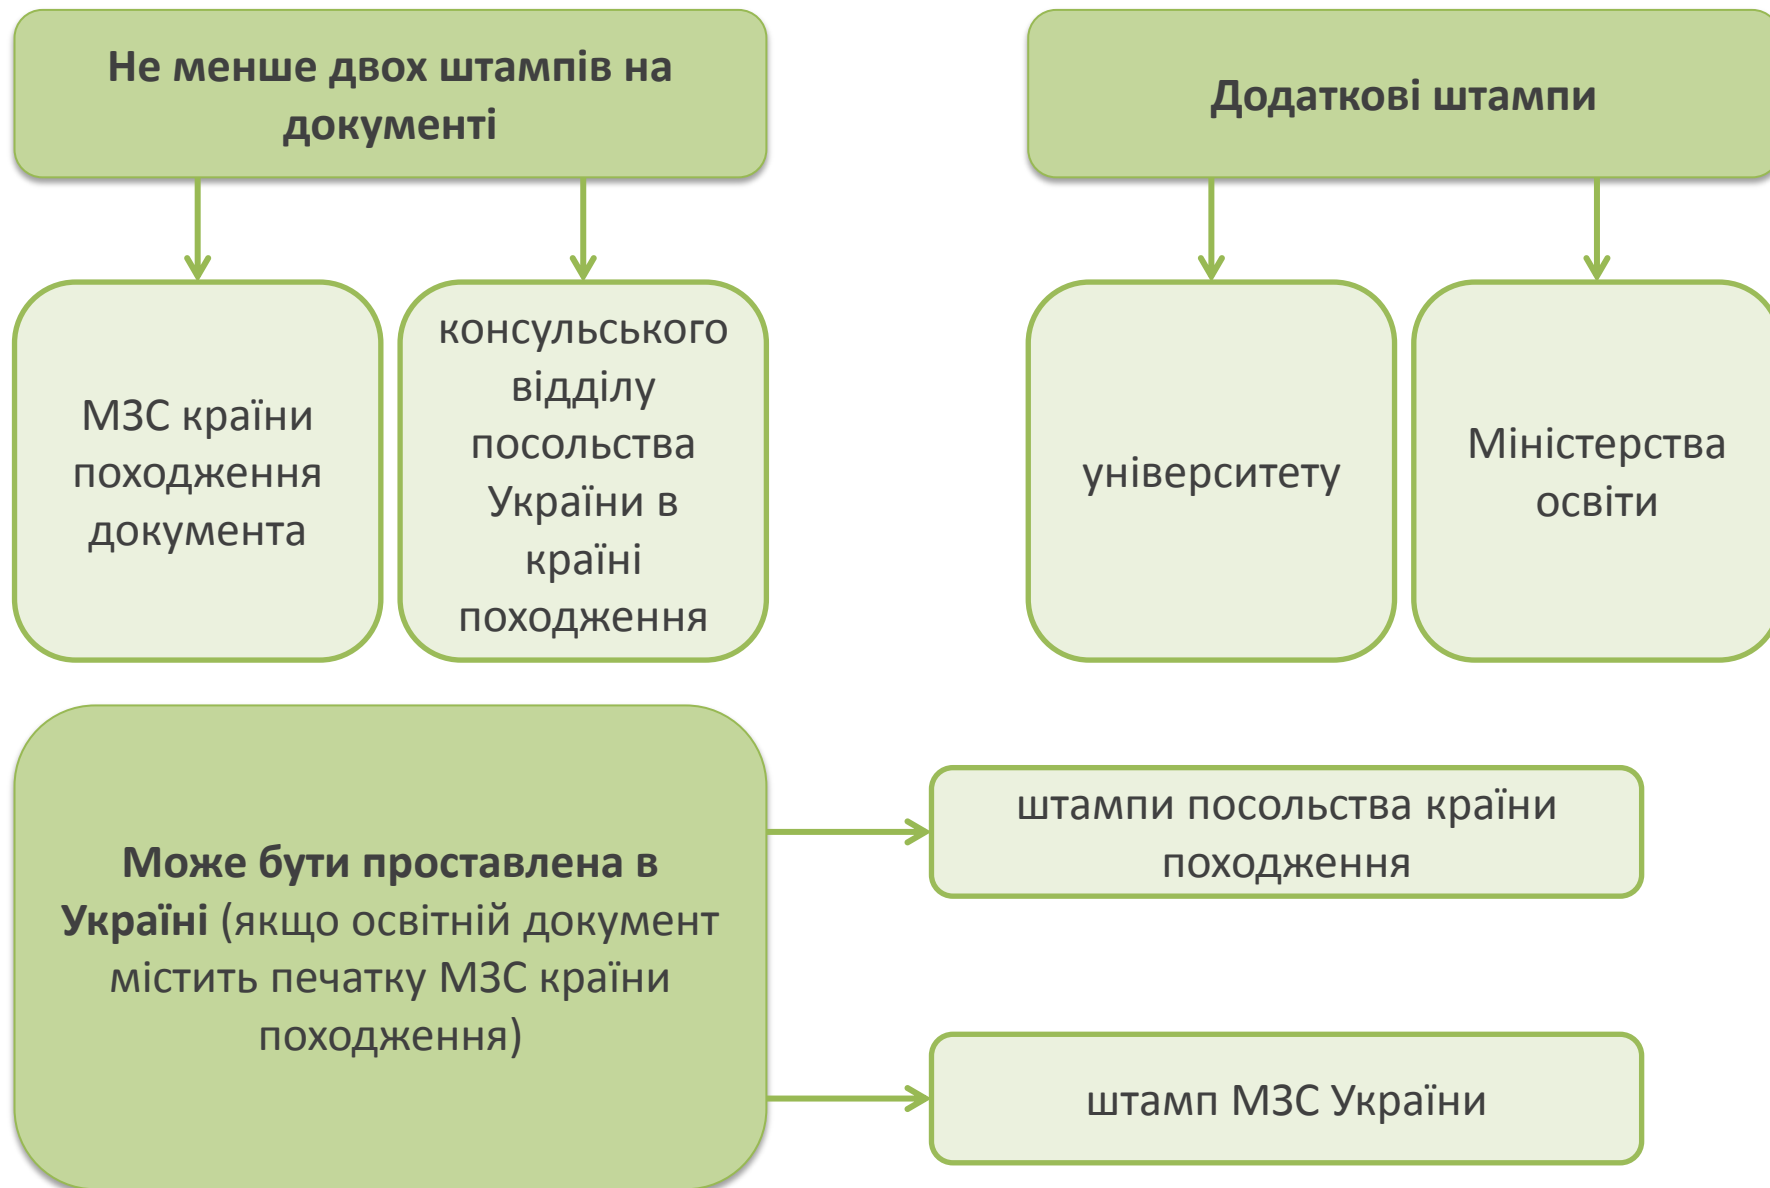 Не менше двох штампів на
документі
Додаткові штампи
МЗС країни
походження
документа
консульського
відділу
посольства
України в
країні
походження
університету
Міністерства
освіти
Може бути проставлена в
Україні (якщо освітній документ
містить печатку МЗС країни
походження)
штампи посольства країни
походження
штамп МЗС України